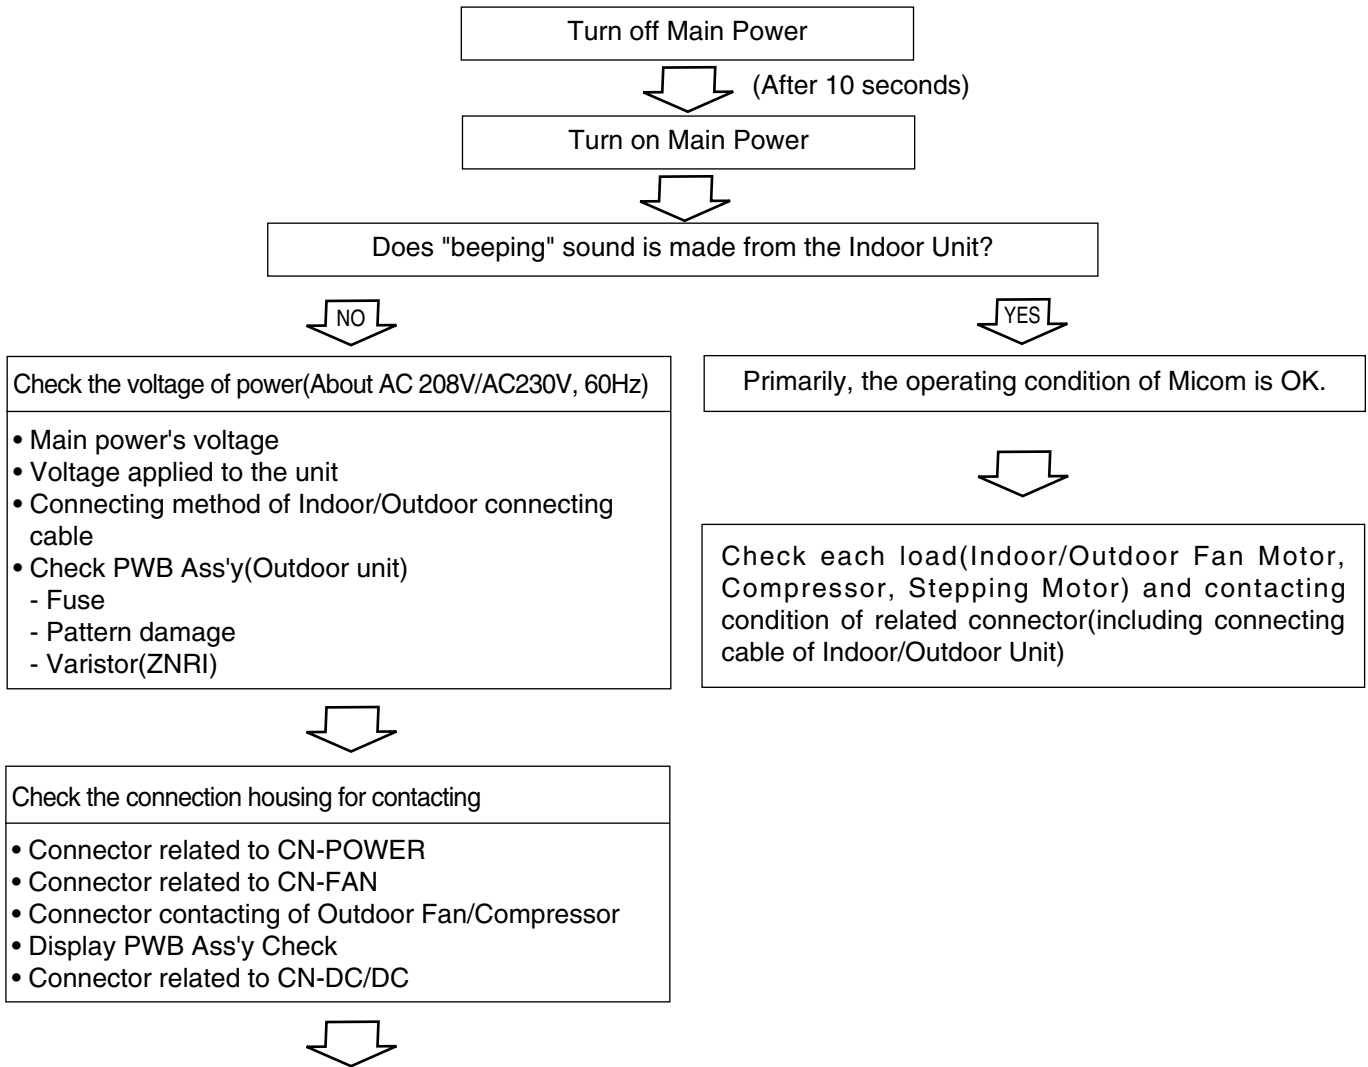 Turn off Main Power
(After 10 seconds)
Turn on Main Power
Does "beeping" sound is made from the Indoor Unit?
NO
YES
Check the voltage of power(About AC 208V/AC230V, 60Hz)
• Main power's voltage
• Voltage applied to the unit
• Connecting method of Indoor/Outdoor connecting
cable
• Check PWB Ass'y(Outdoor unit)
- Fuse
- Pattern damage
- Varistor(ZNRI)
Primarily, the operating condition of Micom is OK.
Check each load(Indoor/Outdoor Fan Motor,
Compressor, Stepping Motor) and contacting
condition of related connector(including connecting
cable of Indoor/Outdoor Unit)
Check the connection housing for contacting
• Connector related to CN-POWER
• Connector related to CN-FAN
• Connector contacting of Outdoor Fan/Compressor
• Display PWB Ass'y Check
• Connector related to CN-DC/DC